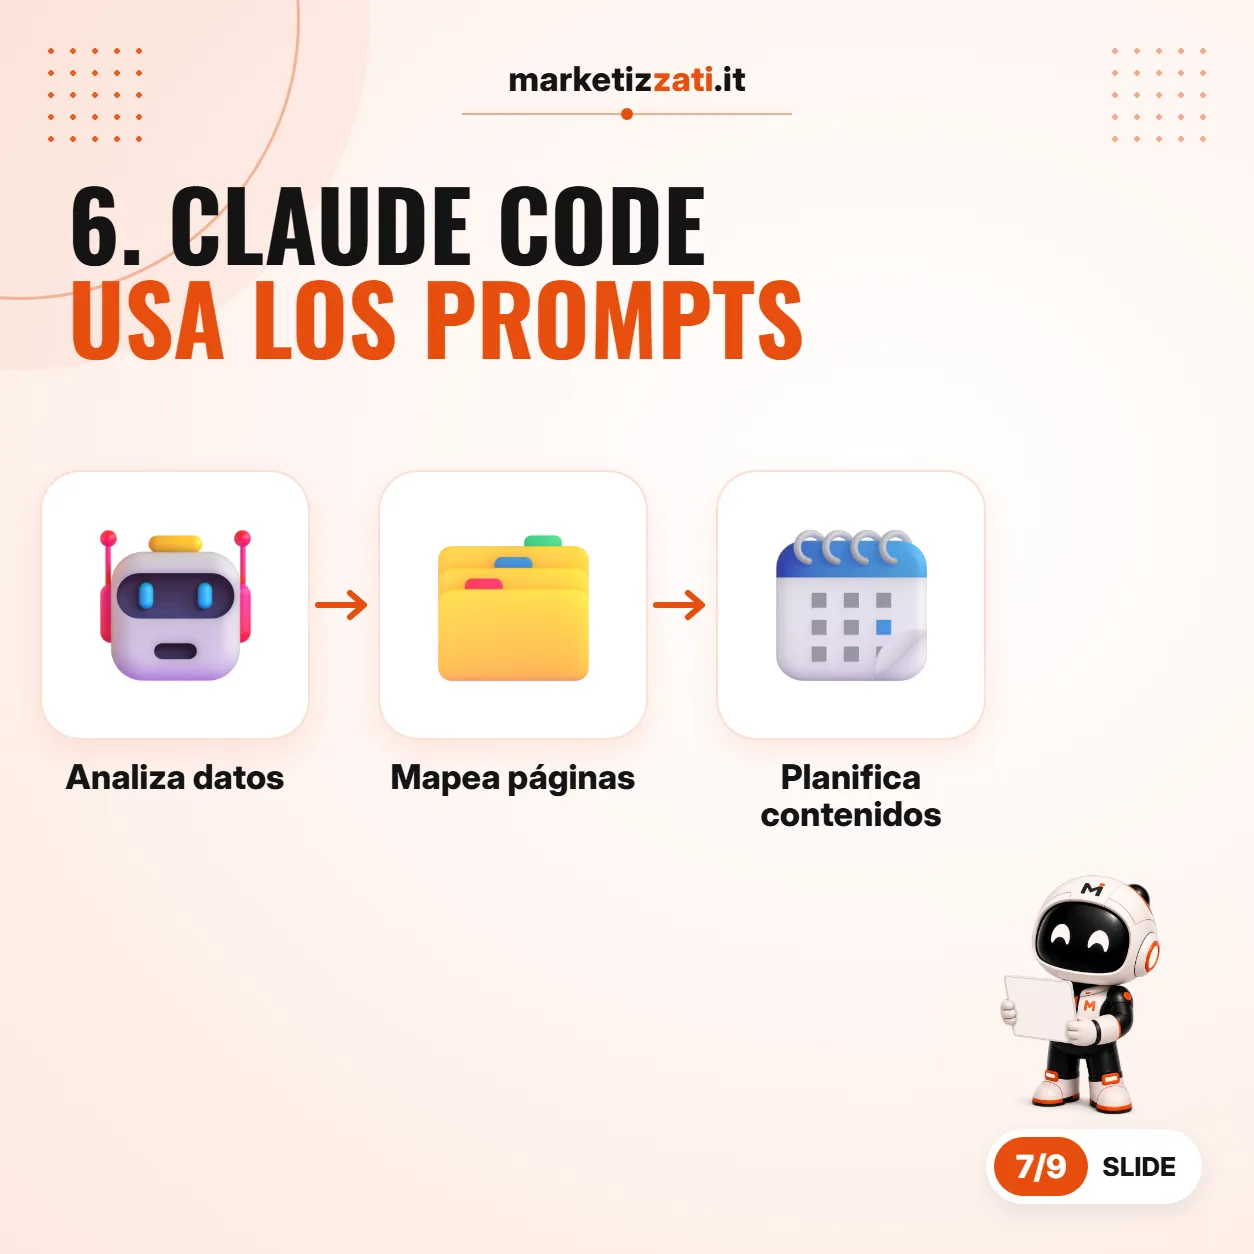 marketizzati.it
6. CLAUDE CODE
USA LOS PROMPTS
Analiza datos
Mapea páginas
Planifica
contenidos
M
M
7/9 SLIDE